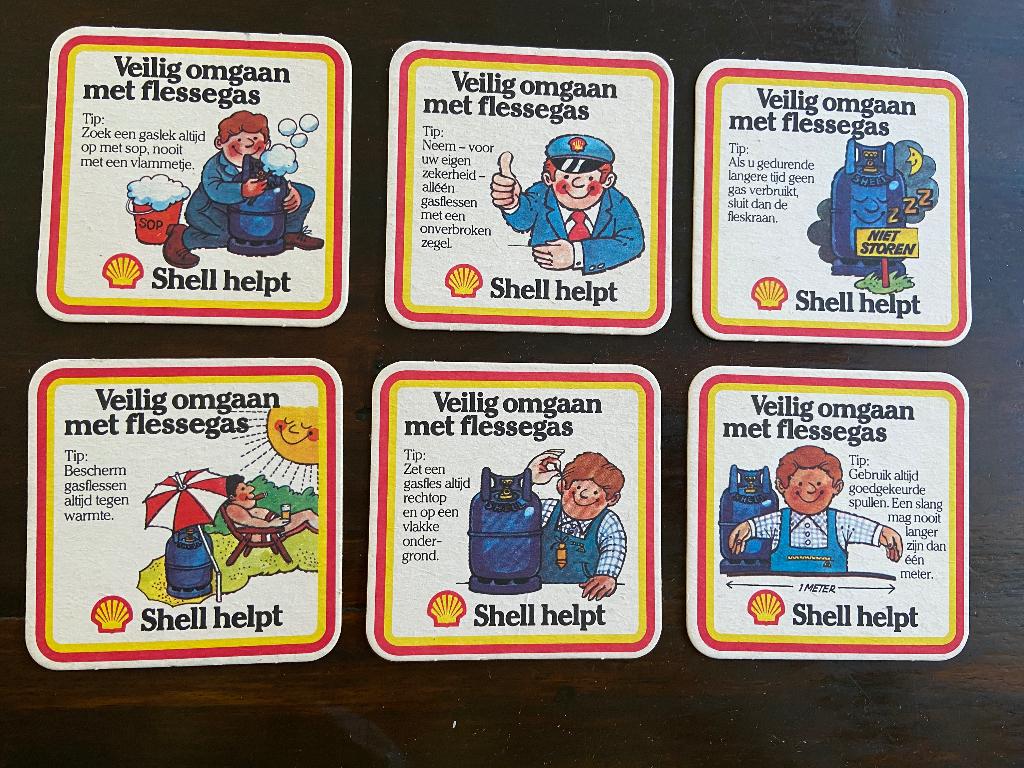 Veilig omgaan
met flessegas
Tip:
Zoek een gaslek altijd
op met sop, nooit
met een vlammetje.
SOP
Shell helpt
Veilig omgaan
met flessegas
Tip:
Neem – voor
uw eigen
zekerheid –
alléén
gasflessen
met een
onverbroken
zegel.
Shell helpt
Veilig omgaan
met flessegas
Tip:
Als u gedurende
langere tijd geen
gas verbruikt,
sluit dan de
fleskraan.
SHELL
ZZZ
NIET
STOREN
Shell helpt
Veilig omgaan
met flessegas
Tip:
Bescherm
gasflessen
altijd tegen
warmte.
SHELL
Shell helpt
Veilig omgaan
met flessegas
Tip:
Zet een
gasfles altijd
rechtop
en op een
vlakke
onder-
grond.
SHELL
Shell helpt
Veilig omgaan
met flessegas
Tip:
Gebruik altijd
goedgekeurde
spullen. Een slang
mag nooit
langer
zijn dan
één
meter.
SHELL
1 METER
Shell helpt